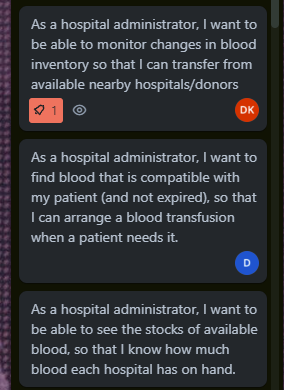 As a hospital administrator, I want to
be able to monitor changes in blood
inventory so that I can transfer from
available nearby hospitals/donors
1
DK
As a hospital administrator, I want to
find blood that is compatible with
my patient (and not expired), so that
I can arrange a blood transfusion
when a patient needs it.
D
As a hospital administrator, I want to
be able to see the stocks of available
blood, so that I know how much
blood each hospital has on hand.